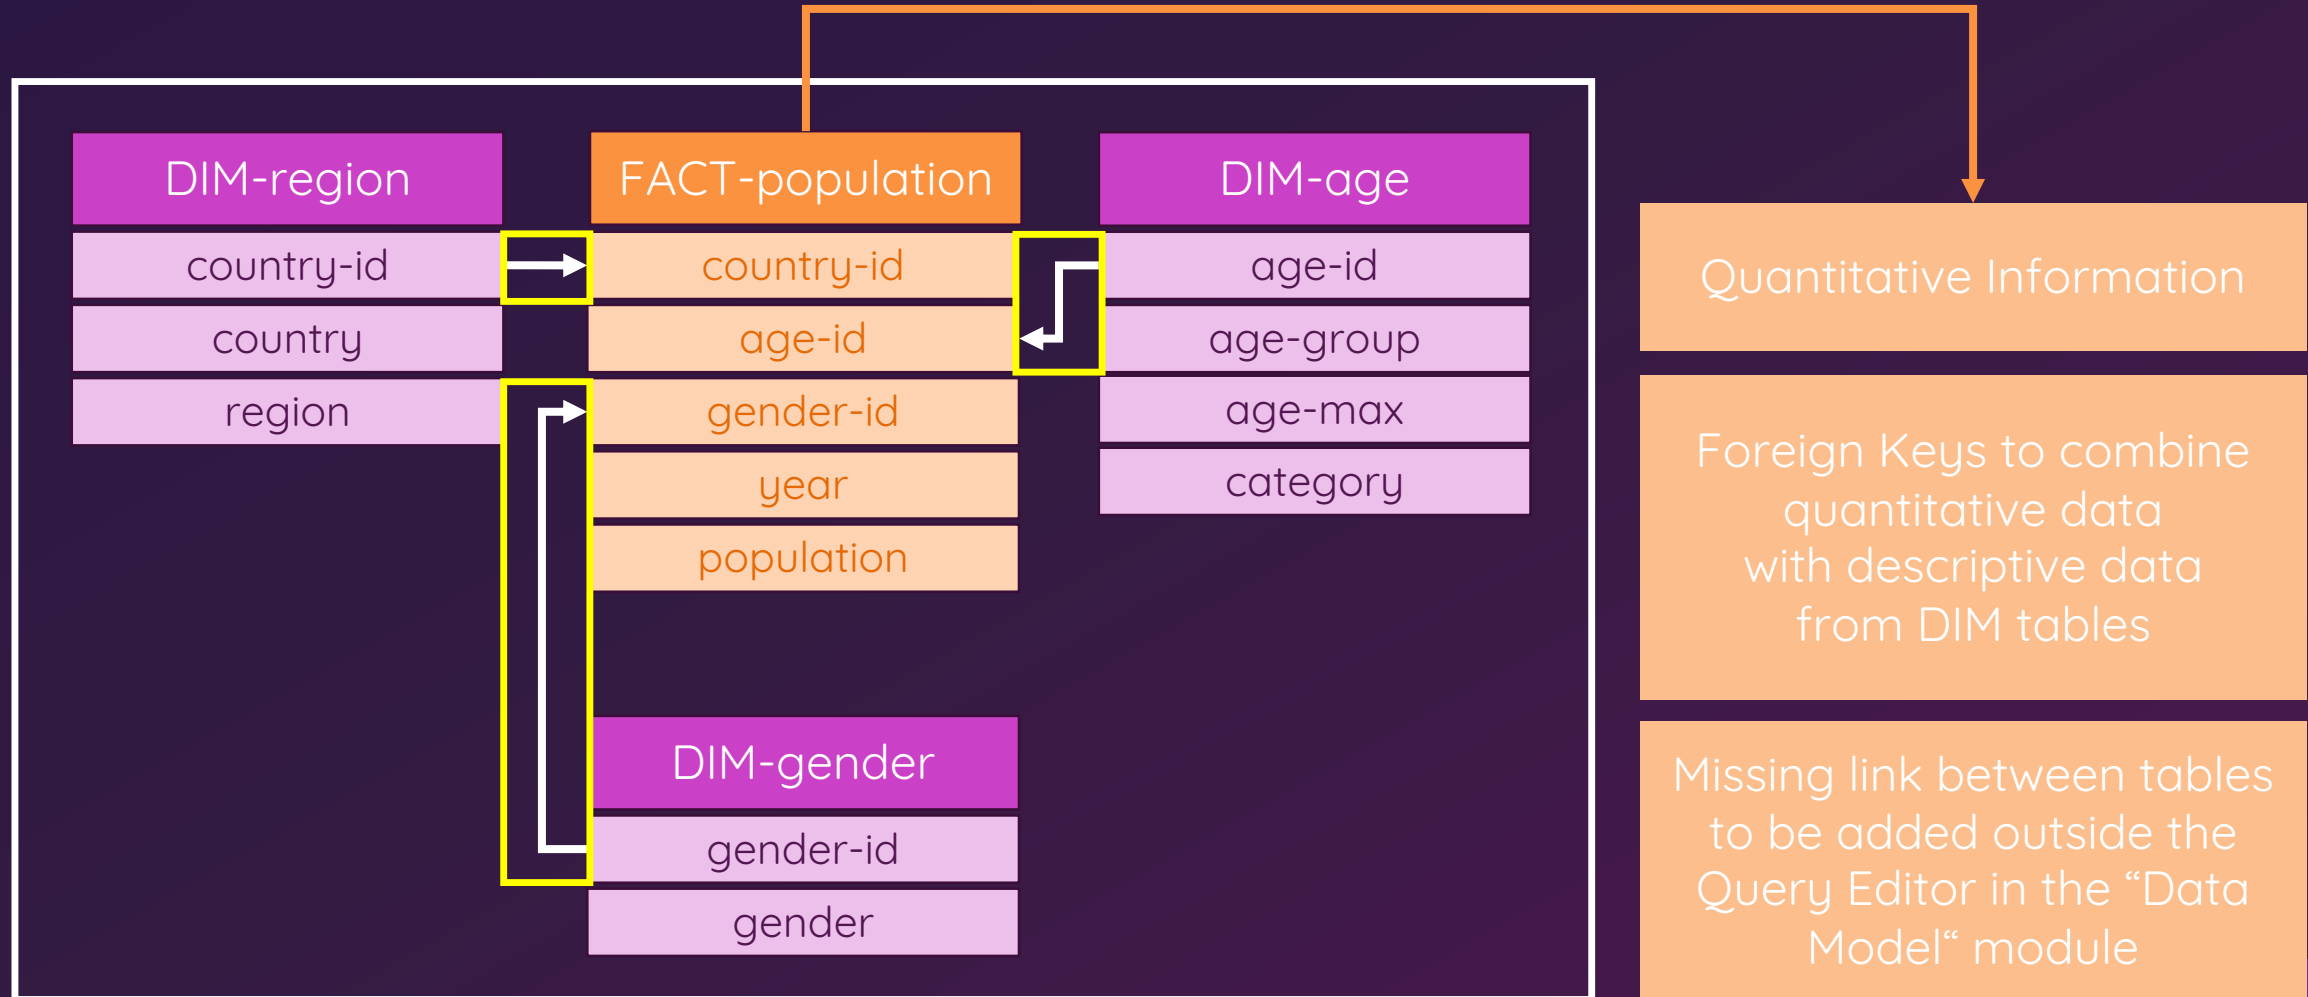 DIM-region
country-id
country
region
FACT-population
country-id
age-id
gender-id
year
population
DIM-age
age-id
age-group
age-max
category
DIM-gender
gender-id
gender
Quantitative Information
Foreign Keys to combine
quantitative data
with descriptive data
from DIM tables
Missing link between tables
to be added outside the
Query Editor in the “Data
Model“ module